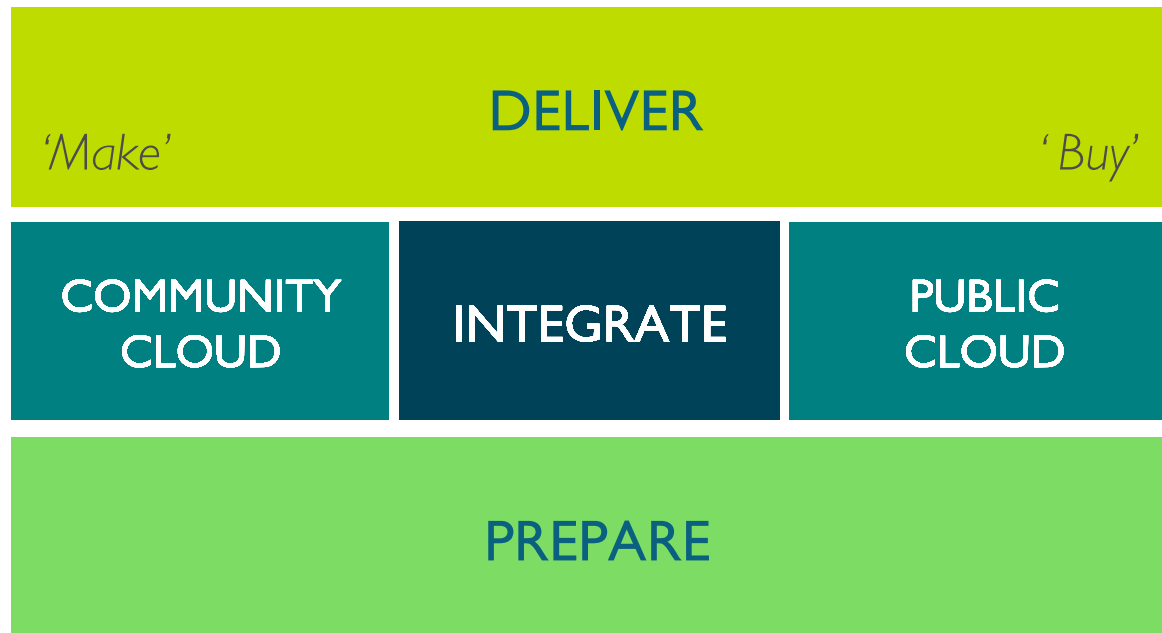 DELIVER
‘Make’
‘ Buy’
COMMUNITY
CLOUD
INTEGRATE
PUBLIC
CLOUD
PREPARE